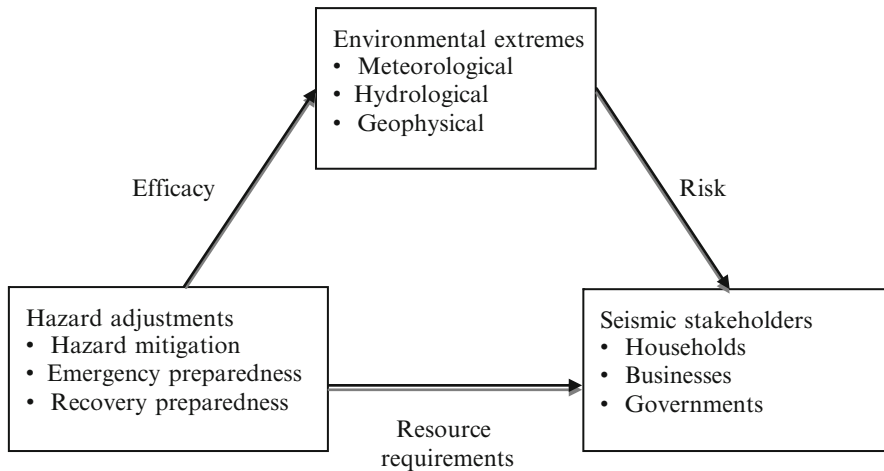 Environmental extremes
• Meteorological
• Hydrological
• Geophysical
Efficacy
Risk
Hazard adjustments
• Hazard mitigation
• Emergency preparedness
• Recovery preparedness
Seismic stakeholders
• Households
• Businesses
• Governments
Resource
requirements